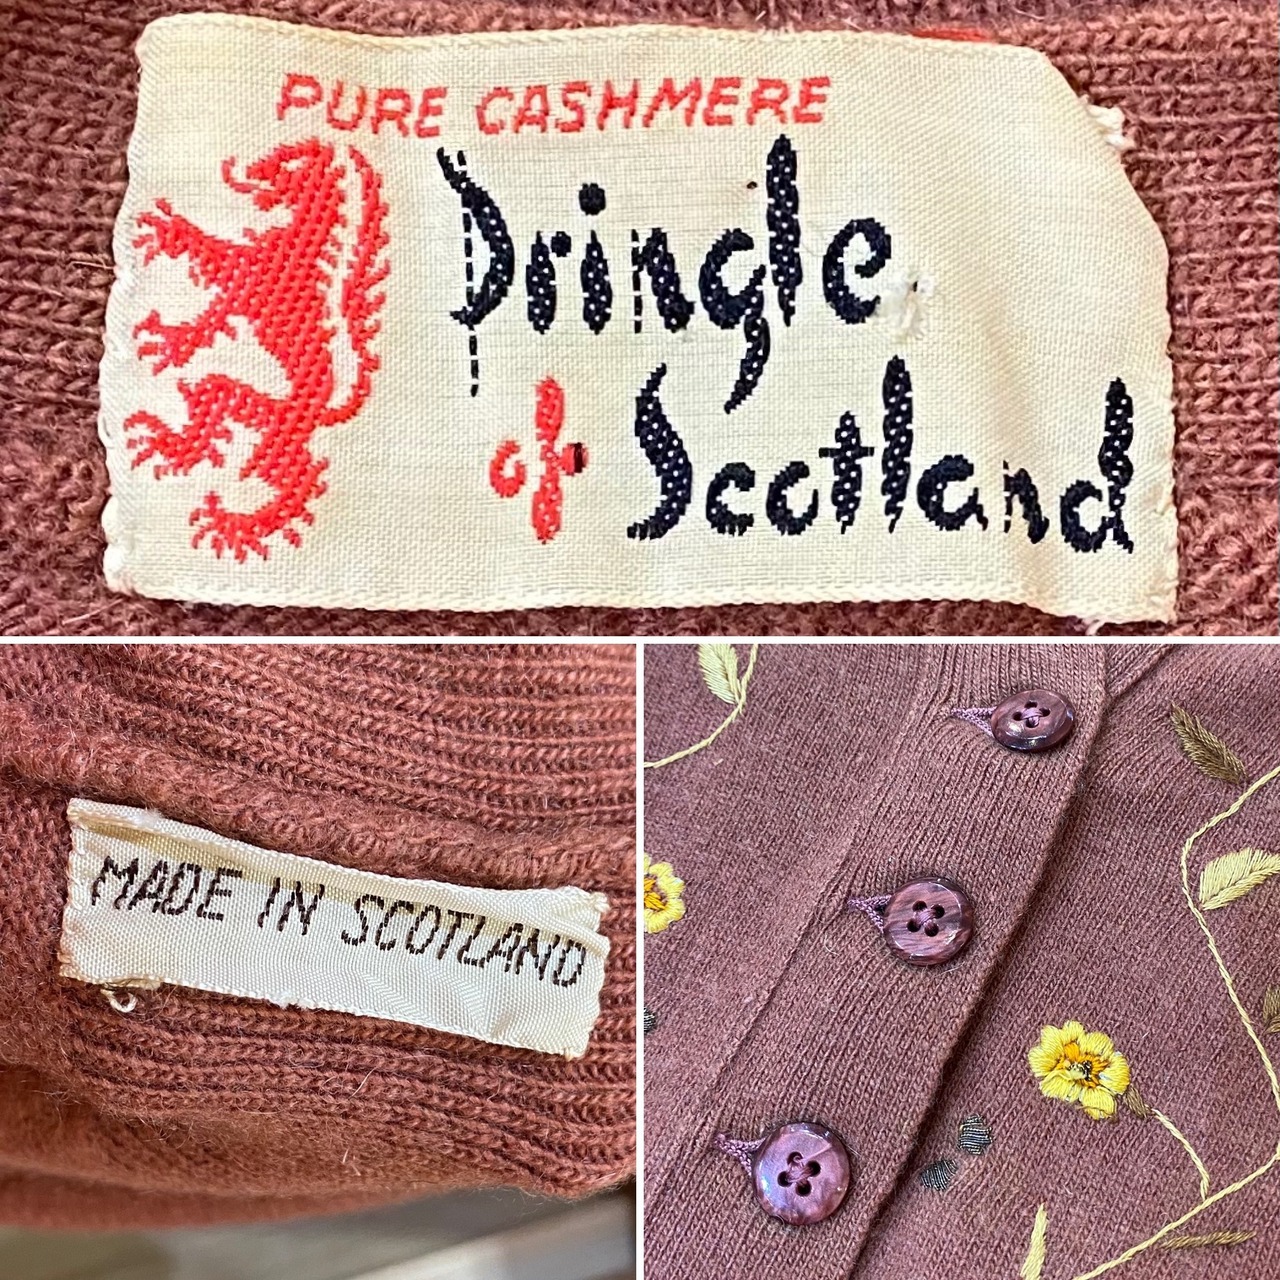 PURE CASHMERE
Pringle
of Scotland
MADE IN SCOTLAND